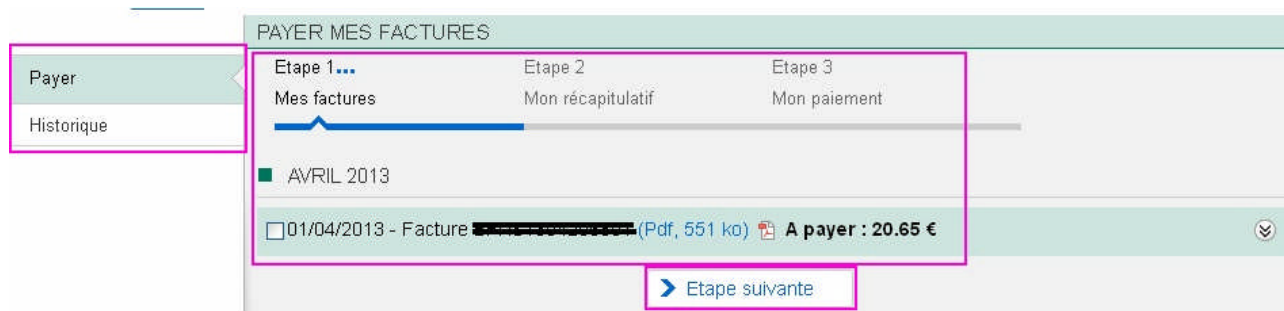 PAYER MES FACTURES
Payer
Historique
Etape 1... Etape 2 Etape 3
Mes factures Mon récapitulatif Mon paiement
AVRIL 2013
01/04/2013 - Facture (Pdf, 551 ko) A payer : 20.65 €
Etape suivante